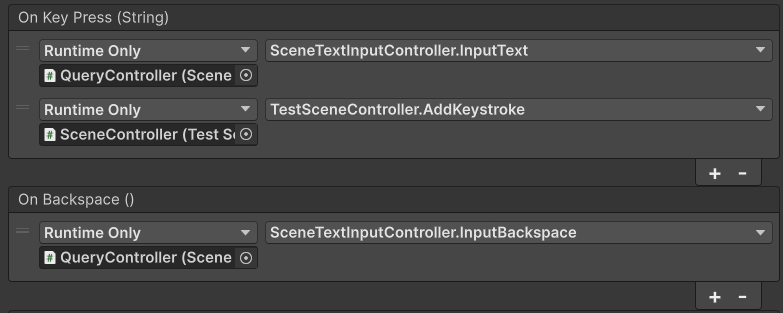 On Key Press (String)
Runtime Only SceneTextInputController.InputText
# QueryController (Scene
Runtime Only TestSceneController.AddKeystroke
# SceneController (Test Sc
+ -
On Backspace ()
Runtime Only SceneTextInputController.InputBackspace
# QueryController (Scene
+ -